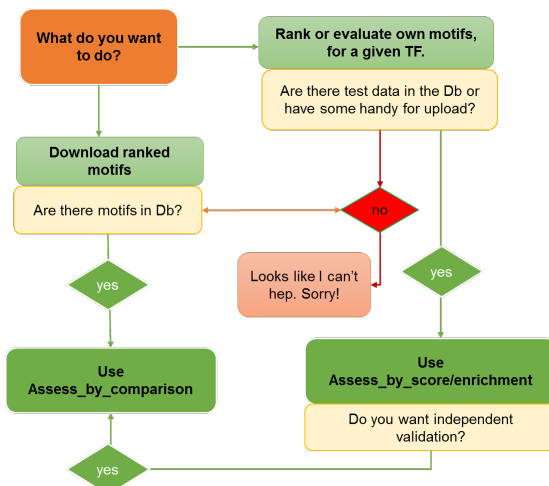 What do you want
to do?
Rank or evaluate own motifs,
for a given TF.
Are there test data in the Db or
have some handy for upload?
Download ranked
motifs
Are there motifs in Db?
no
yes
Looks like I can't
hep. Sorry!
yes
Use
Assess_by_comparison
Use
Assess_by_score/enrichment
Do you want independent
validation?
yes